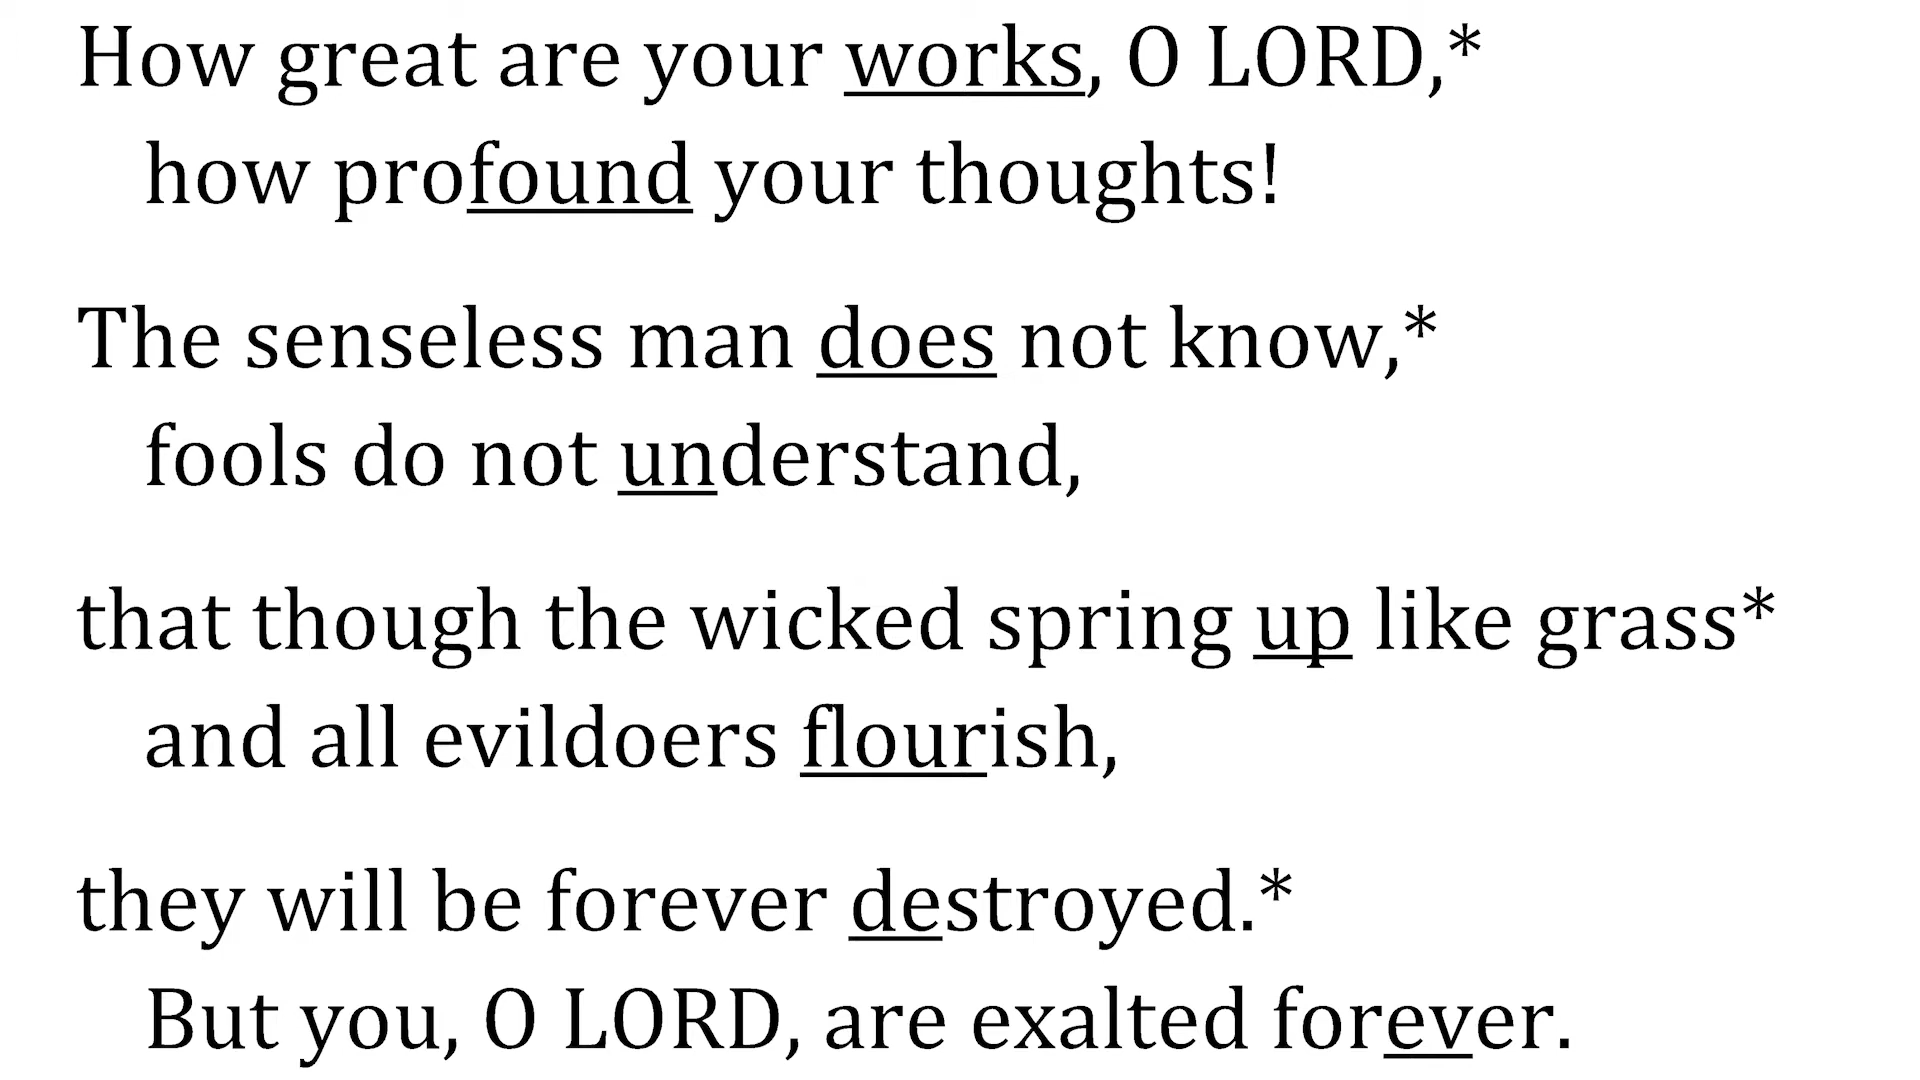 How great are your works, O LORD,*
how profound your thoughts!
The senseless man does not know,*
fools do not understand,
that though the wicked spring up like grass*
and all evildoers flourish,
they will be forever destroyed.*
But you, O LORD, are exalted forever.